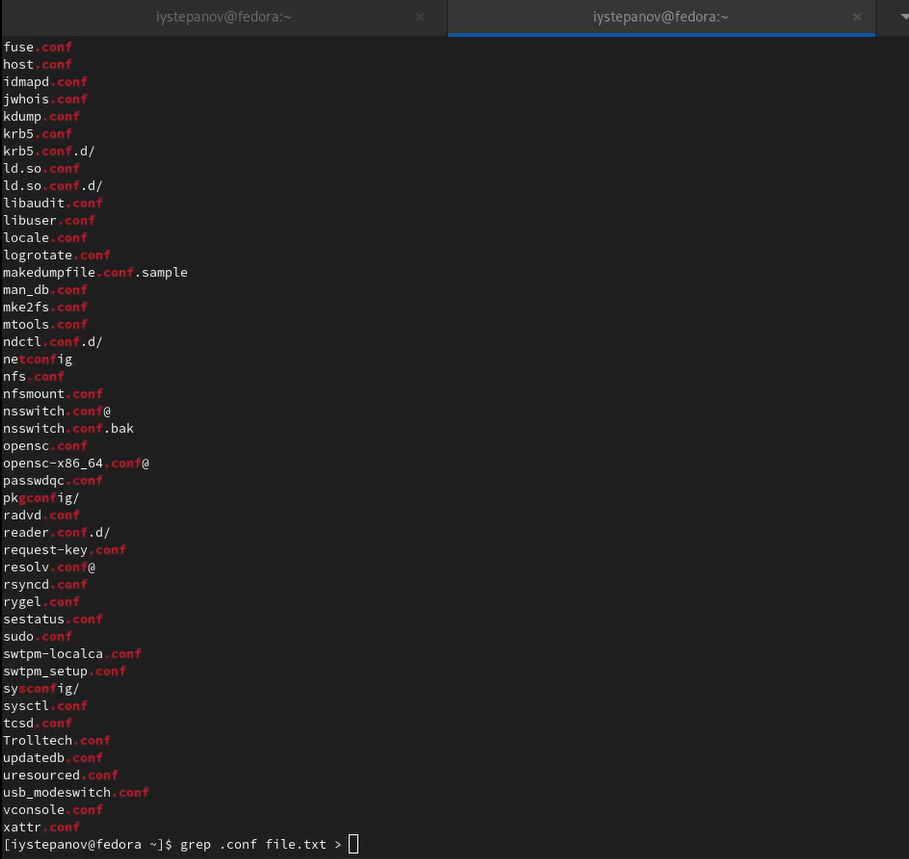 iystepanov@fedora:~ × iystepanov@fedora:~ ×
fuse.conf
host.conf
idmapd.conf
jwhois.conf
kdump.conf
krb5.conf
krb5.conf.d/
ld.so.conf
ld.so.conf.d/
libaudit.conf
libuser.conf
locale.conf
logrotate.conf
makedumpfile.conf.sample
man_db.conf
mke2fs.conf
mtools.conf
ndctl.conf.d/
netconfig
nfs.conf
nfsmount.conf
nsswitch.conf@
nsswitch.conf.bak
opensc.conf
opensc-x86_64.conf@
passwdqc.conf
pkgconfig/
radvd.conf
reader.conf.d/
request-key.conf
resolv.conf@
rsyncd.conf
rygel.conf
sestatus.conf
sudo.conf
swtpm-localca.conf
swtpm_setup.conf
sysconfig/
sysctl.conf
tcsd.conf
Trolltech.conf
updatedb.conf
uresourced.conf
usb_modeswitch.conf
vconsole.conf
xattr.conf
[iystepanov@fedora ~]$ grep .conf file.txt >